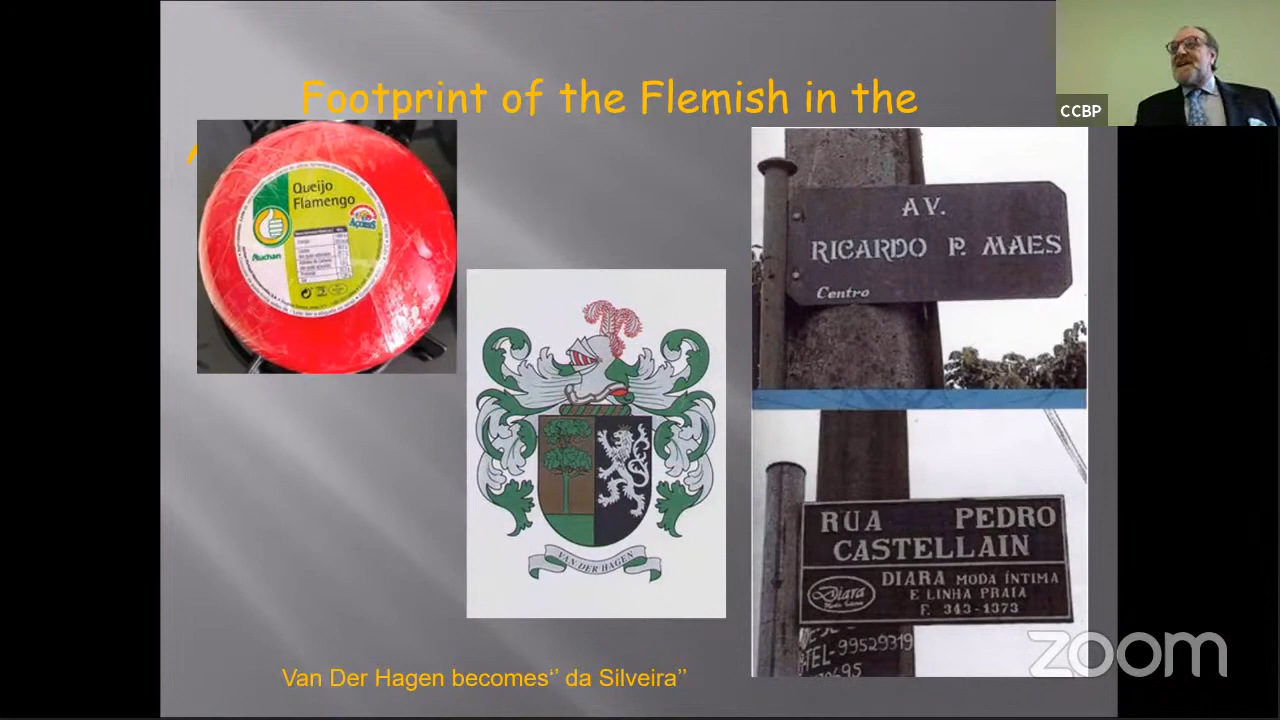 Footprint of the Flemish in the
A
CCBP
Queijo
Flamengo
Açores
Auchan
AV.
RICARDO P. MAES
Centro
VAN DER HAGEN
RUA PEDRO
CASTELLAIN
Diara
DIARA MODA ÍNTIMA
E LINHA PRAIA
F. 343-1373
TEL-99529319
Van Der Hagen becomes‘’ da Silveira’’
zoom